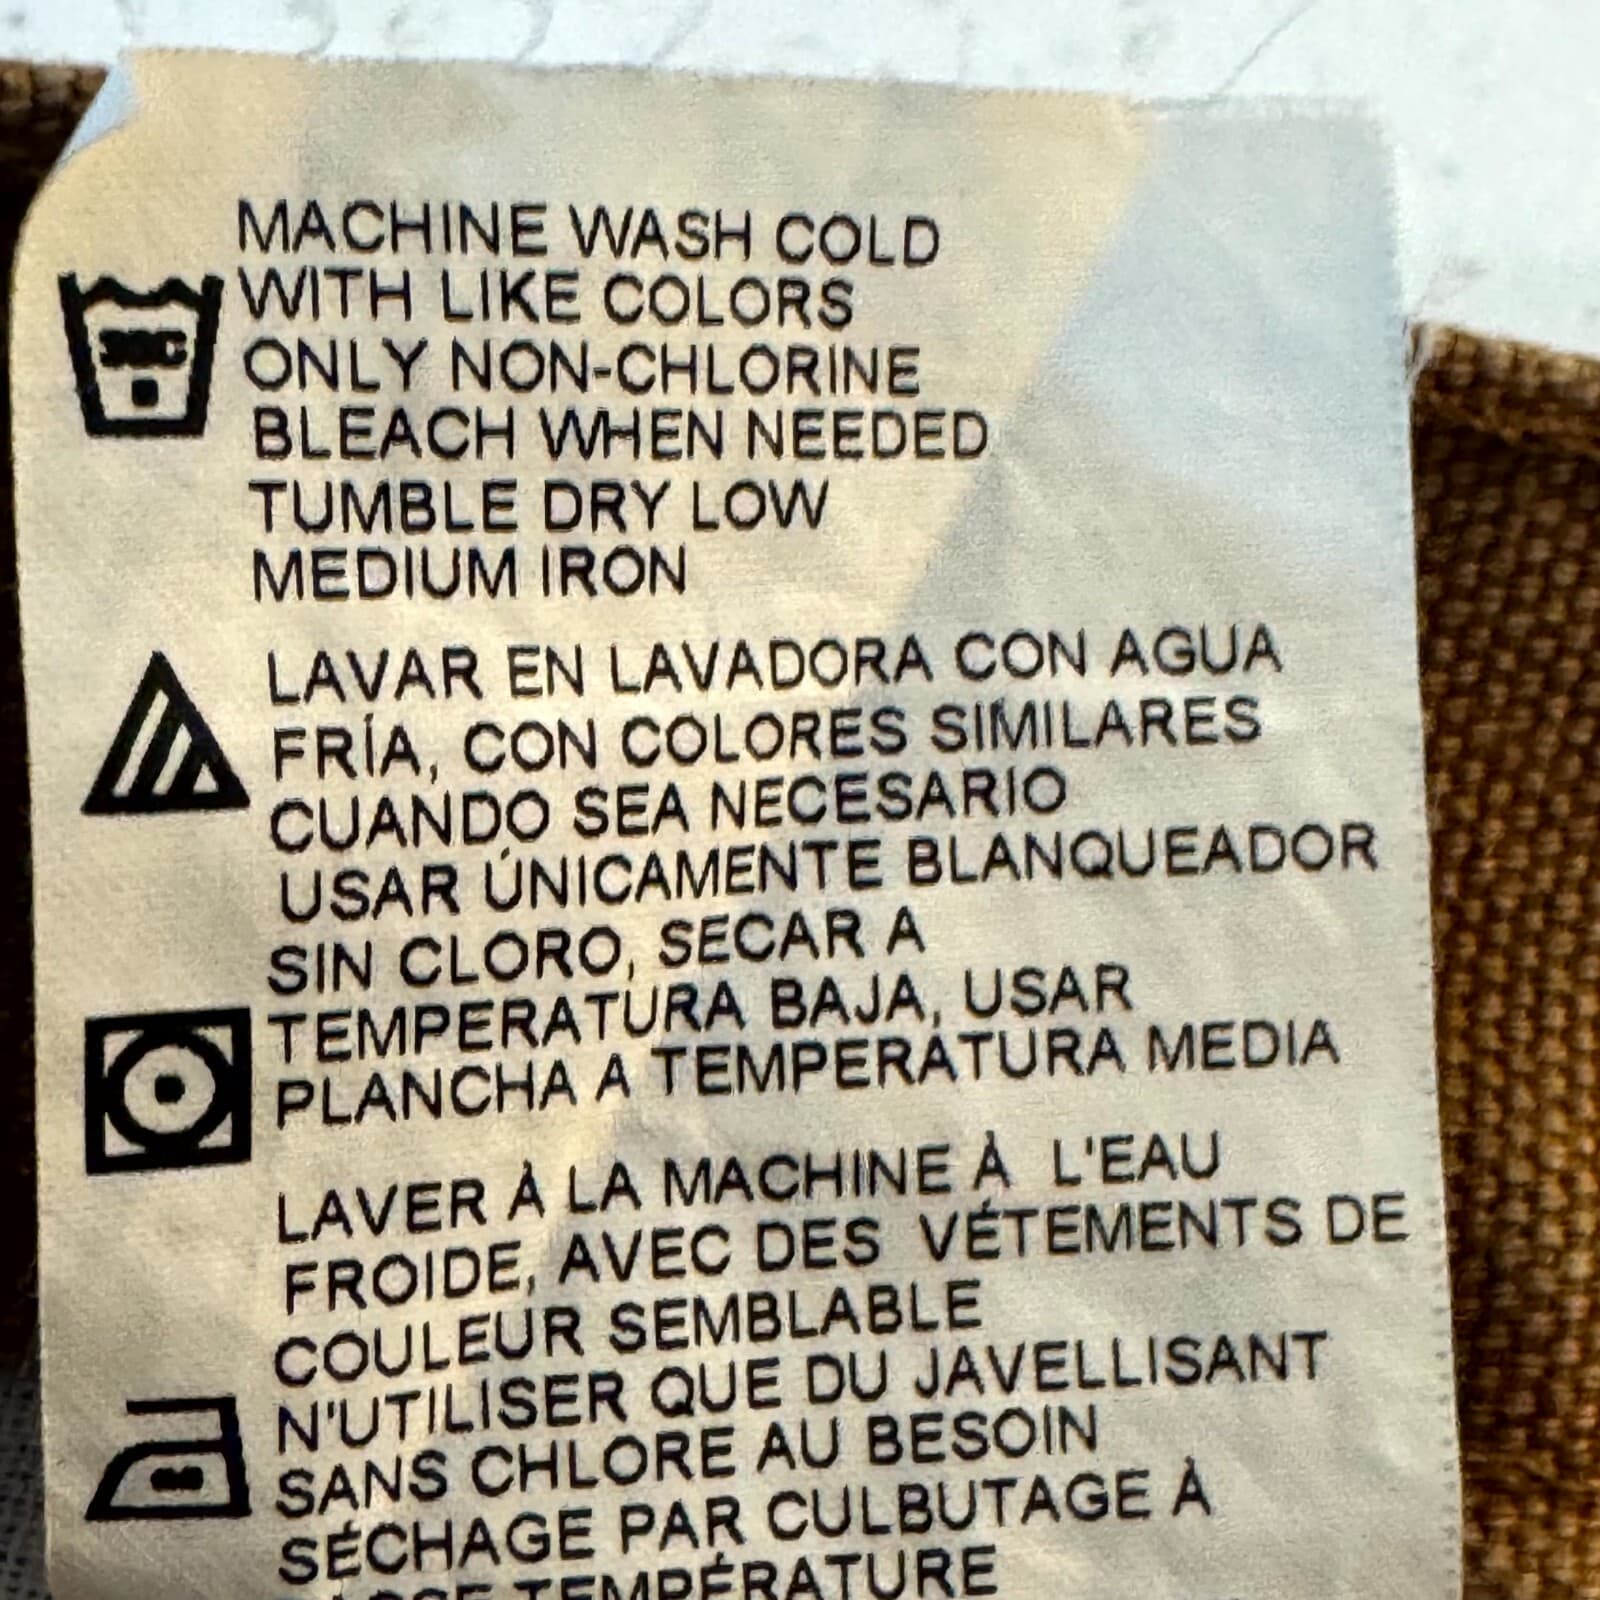 MACHINE WASH COLD
WITH LIKE COLORS
ONLY NON-CHLORINE
BLEACH WHEN NEEDED
TUMBLE DRY LOW
MEDIUM IRON
LAVAR EN LAVADORA CON AGUA
FRÍA, CON COLORES SIMILARES
CUANDO SEA NECESARIO
USAR ÚNICAMENTE BLANQUEADOR
SIN CLORO, SECAR A
TEMPERATURA BAJA, USAR
PLANCHA A TEMPERATURA MEDIA
LAVER À LA MACHINE À L'EAU
FROIDE, AVEC DES VÉTEMENTS DE
COULEUR SEMBLABLE
N'UTILISER QUE DU JAVELLISANT
SANS CHLORE AU BESOIN
SÉCHAGE PAR CULBUTAGE À
TEMPÉRATURE